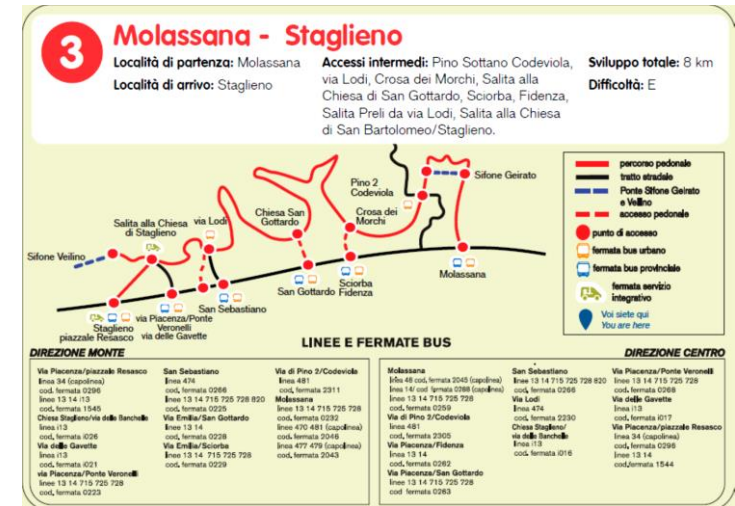 3
Molassana - Staglieno
Località di partenza: Molassana
Località di arrivo: Staglieno
Accessi intermedi: Pino Sottano Codeviola,
via Lodi, Crosa dei Morchi, Salita alla
Chiesa di San Gottardo, Sciorba, Fidenza,
Salita Preli da via Lodi, Salita alla Chiesa
di San Bartolomeo/Staglieno.
Sviluppo totale: 8 km
Difficoltà: E
Sifone Veilino
Salita alla Chiesa
di Staglieno
via Lodi
Chiesa San
Gottardo
Crosa dei
Morchi
Pino 2
Codeviola
Sifone Geirato
Staglieno
piazzale Resasco
via Piacenza/Ponte
Veronelli
via delle Gavette
San Sebastiano
San Gottardo
Sciorba
Fidenza
Molassana
percorso pedonale
tratto stradale
Ponte Sifone Geirato
e Veilino
accesso pedonale
punto di accesso
fermata bus urbano
fermata bus provinciale
fermata servizio
integrativo
Voi siete qui
You are here
LINEE E FERMATE BUS
DIREZIONE MONTE
Via Piacenza/piazzale Resasco
linea 34 (capolinea)
cod. fermata 0296
linee 13 14 i13
cod. fermata 1545
Chiesa Staglieno/via delle Banchelle
linea i13
cod. fermata i026
Via delle Gavette
linea i13
cod. fermata i021
via Piacenza/Ponte Veronelli
linee 13 14 715 725 728
cod. fermata 0223
San Sebastiano
linea 474
cod. fermata 0266
linee 13 14 715 725 728 820
cod. fermata 0225
Via Emilia/San Gottardo
linee 13 14
cod. fermata 0228
Via Emilia/Sciorba
linee 13 14 715 725 728
cod. fermata 0229
Via di Pino 2/Codeviola
linea 481
cod. fermata 2311
Molassana
linee 13 14 715 725 728
cod. fermata 0232
linee 470 481 (capolinea)
cod. fermata 2046
linea 477 479 (capolinea)
cod. fermata 2043
DIREZIONE CENTRO
Molassana
linea 48 cod. fermata 2045 (capolinea)
linea 14/ cod fermata 0268 (capolinea)
linee 13 14 715 725 728
cod. fermata 0259
Via di Pino 2/Codeviola
linea 481
cod. fermata 2305
Via Piacenza/Fidenza
linea 13 14
cod. fermata 0262
Via Piacenza/San Gottardo
linee 13 14 715 725 728
cod fermata 0263
San Sebastiano
linee 13 14 715 725 728 820
cod. fermata 0266
Via Lodi
linea 474
cod. fermata 2230
Chiesa Staglieno/
via delle Banchelle
linea i13
cod. fermata i016
Via Piacenza/Ponte Veronelli
linee 13 14 715 725 728
cod. fermata 0268
Via delle Gavette
linea i13
cod. fermata i017
Via Piacenza/piazzale Resasco
linea 34 (capolinea)
cod. fermata 0296
linee 13 14
cod.fermata 1544